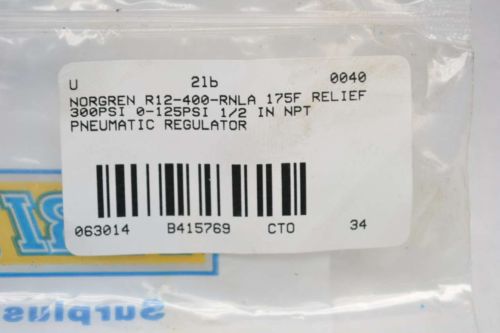 U 2lb 0040
NORGREN R12-400-RNLA 175F RELIEF
300PSI 0-125PSI 1/2 IN NPT
PNEUMATIC REGULATOR
063014 B415769 CTO 34
Surplus